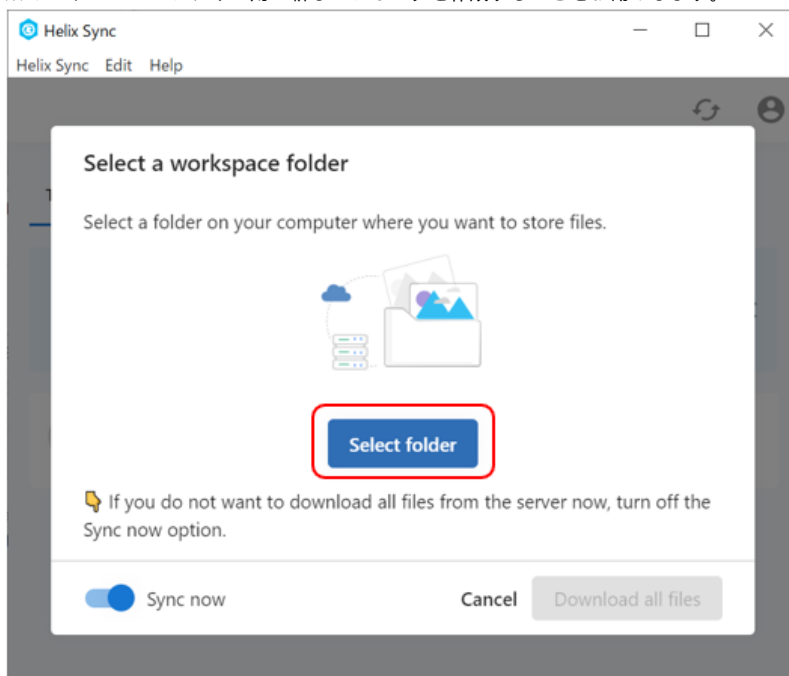 Helix Sync
Helix Sync Edit Help
Select a workspace folder
Select a folder on your computer where you want to store files.
Select folder
👇 If you do not want to download all files from the server now, turn off the
Sync now option.
Sync now Cancel Download all files